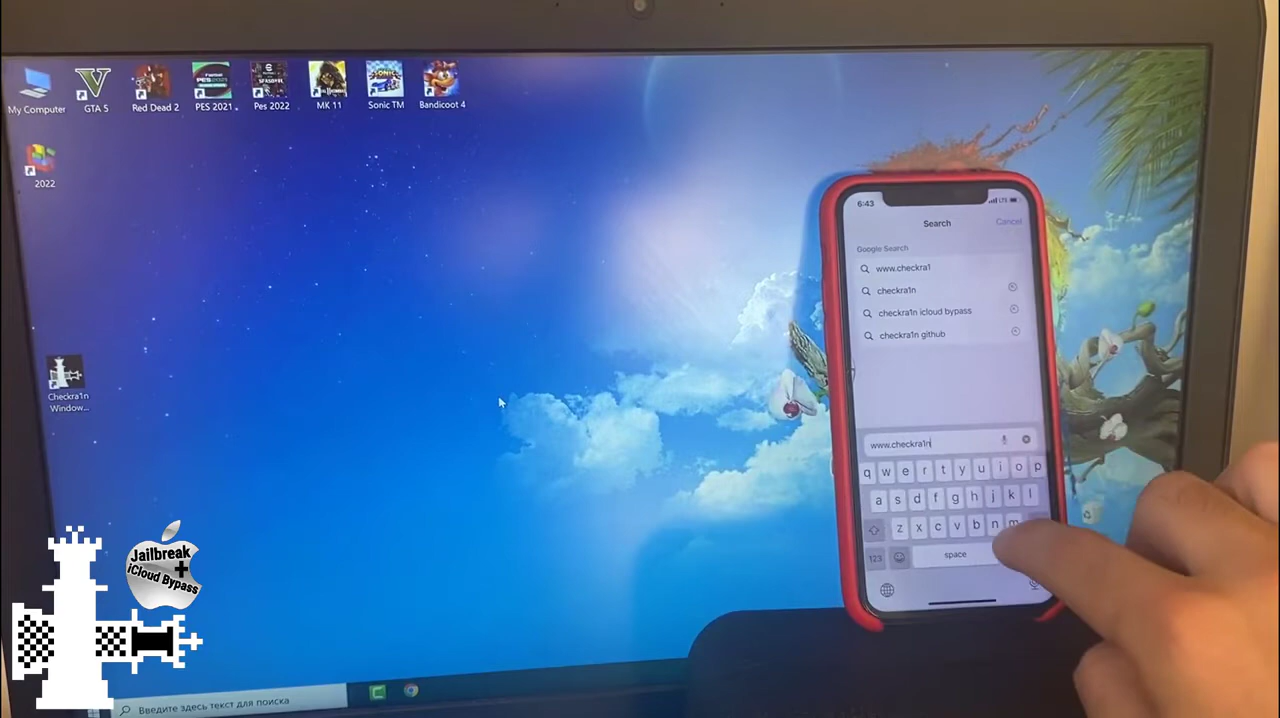 My Computer
GTA 5
Red Dead 2
PES 2021
Pes 2022
MK 11
Sonic TM
Bandicoot 4
2022
Checkra1n
Window...
Jailbreak
+
iCloud Bypass
Введите здесь текст для поиска
6:43
LTE
Search
Cancel
Google Search
www.checkra1
checkra1n
checkra1n icloud bypass
checkra1n github
www.checkra1n
q w e r t y u i o p
a s d f g h j k l
z x c v b n m
123
space